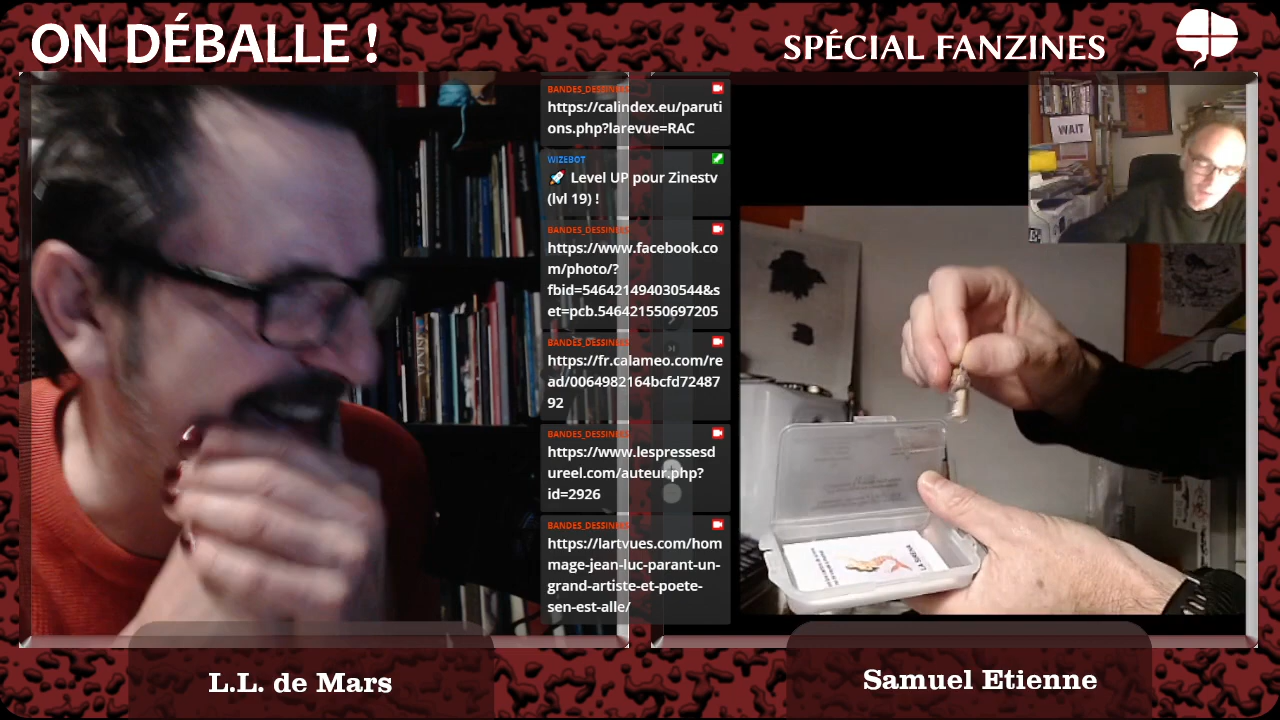 ON DÉBALLE !
SPÉCIAL FANZINES
BANDES_DESSINEES
https://calindex.eu/paruti
ons.php?larevue=RAC
WIZEBOT
🚀 Level UP pour Zinestv
(lvl 19) !
BANDES_DESSINEES
https://www.facebook.co
m/photo/?
fbid=546421494030544&s
et=pcb.546421550697205
BANDES_DESSINEES
https://fr.calameo.com/re
ad/0064982164bcfd72487
92
BANDES_DESSINEES
https://www.lespressesd
ureel.com/auteur.php?
id=2926
BANDES_DESSINEES
https://lartvues.com/hom
mage-jean-luc-parant-un-
grand-artiste-et-poete-
sen-est-alle/
WAIT
LA SIRENA
L.L. de Mars
Samuel Etienne